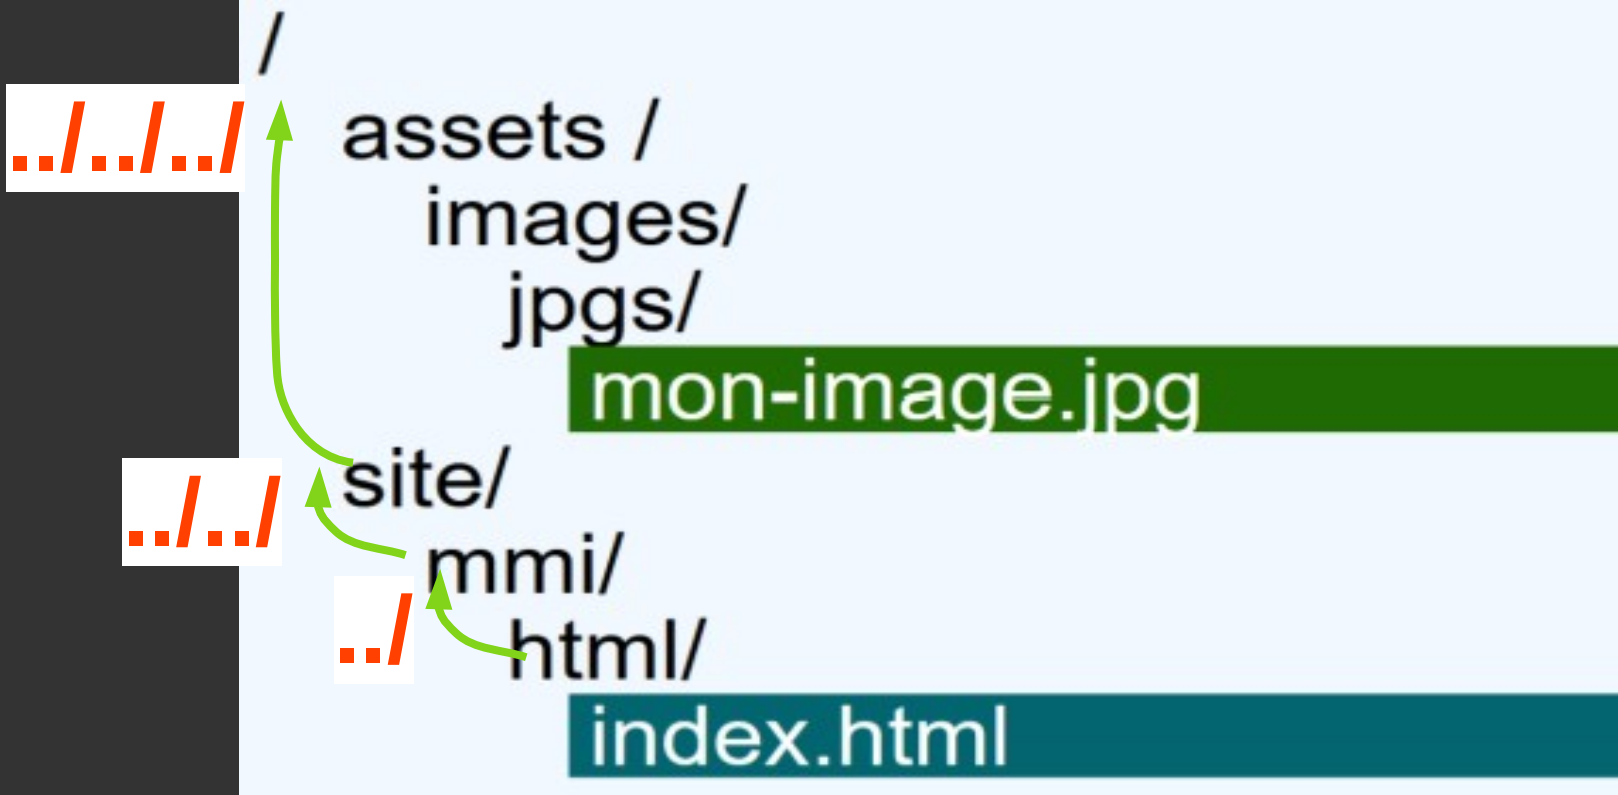 /
../../../
assets /
images/
jpgs/
mon-image.jpg
site/
../../
mmi/
../
html/
index.html